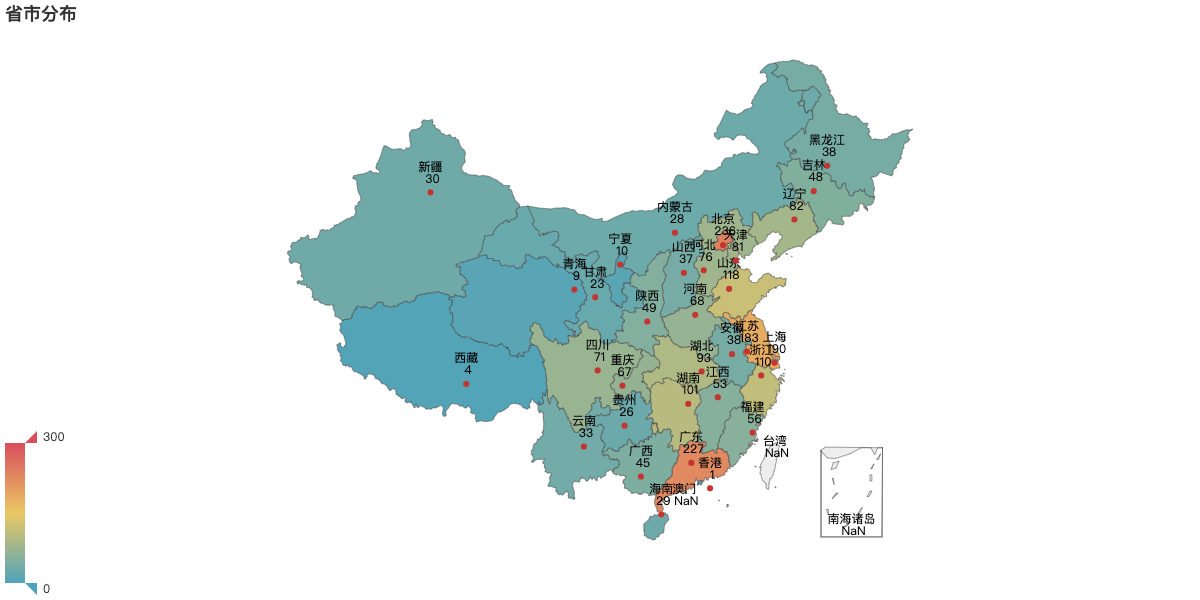 省市分布
黑龙江
38
吉林
48
新疆
30
辽宁
82
内蒙古
28
北京
236
天津
81
宁夏
10
山西
37
河北
76
青海
9
甘肃
23
山东
118
陕西
49
河南
68
安徽
38
江苏
183
上海
190
浙江
110
四川
71
重庆
67
湖北
93
西藏
4
湖南
101
江西
53
贵州
26
福建
56
云南
33
广西
45
广东
227
台湾
NaN
香港
1
海南
29
澳门
NaN
南海诸岛
NaN
300
0